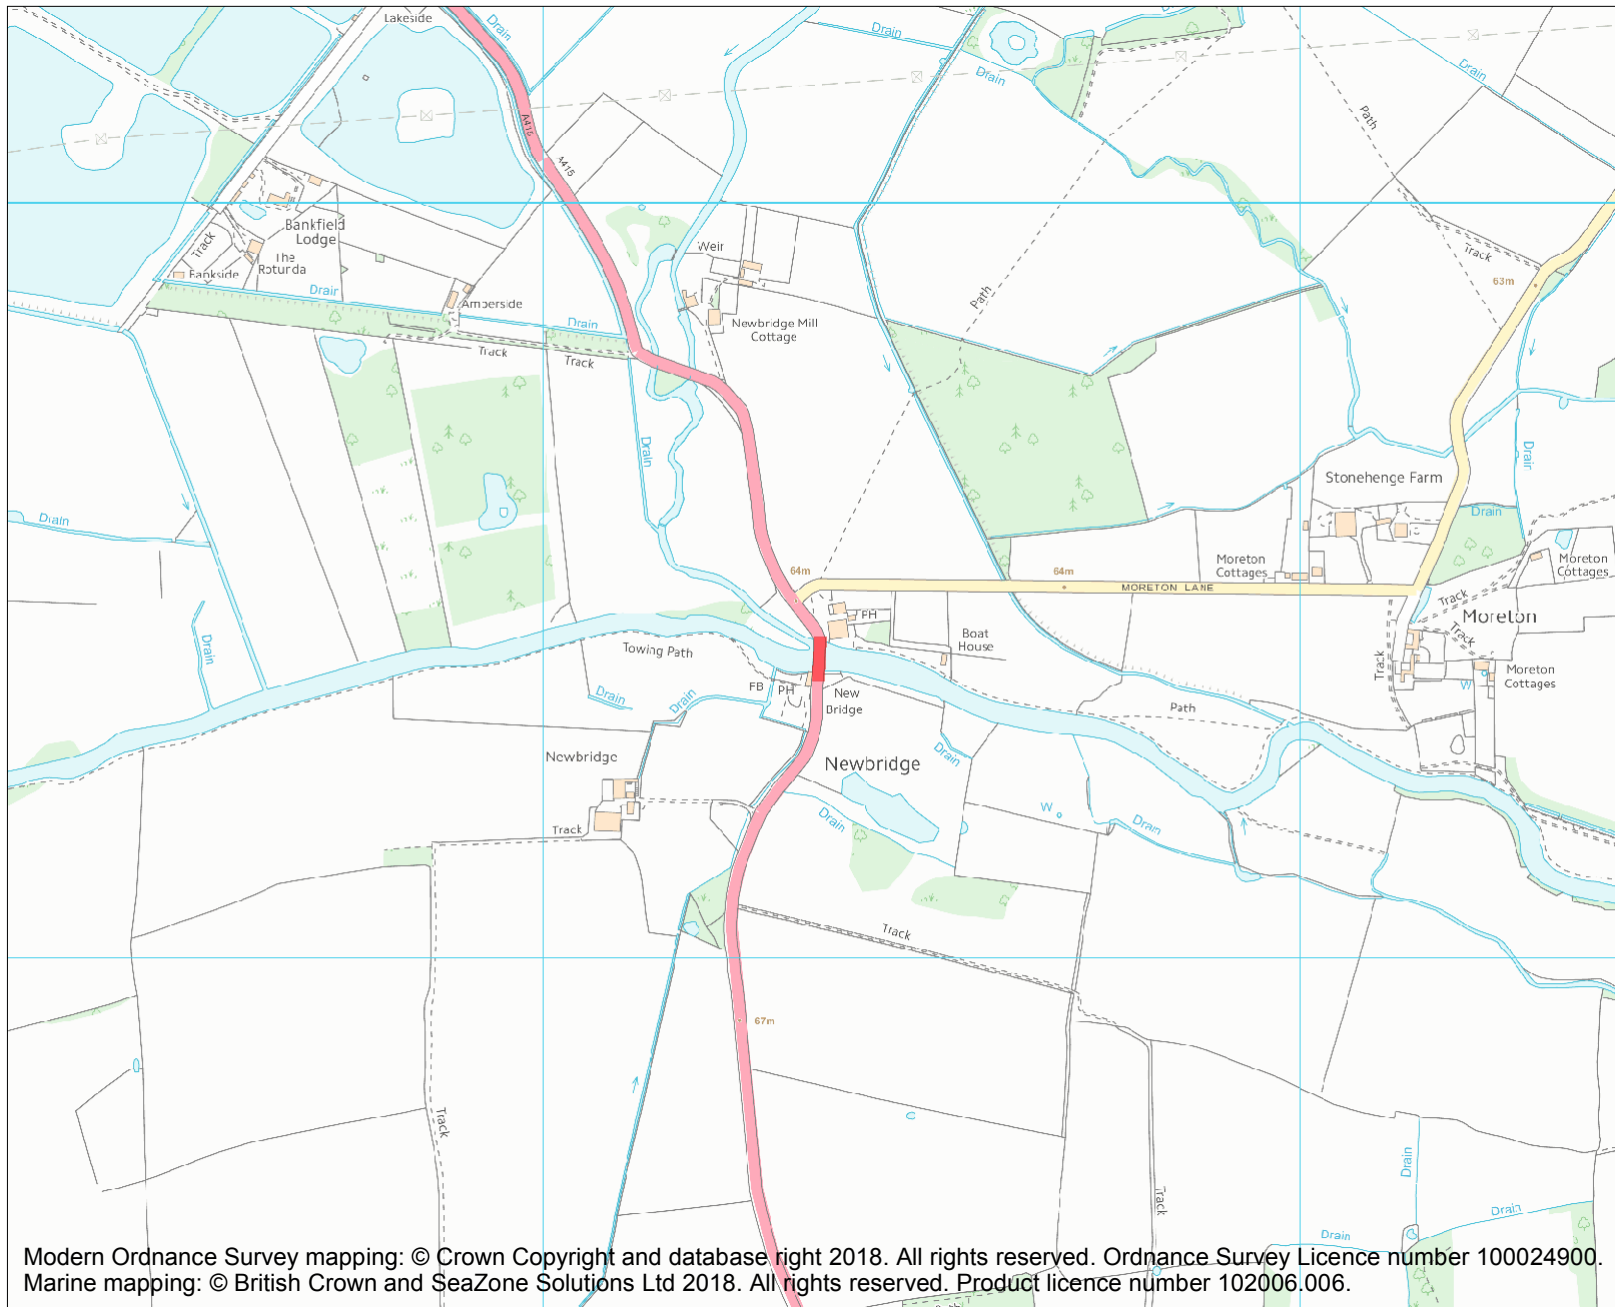 Lakeside
Drain
Drain
Drain
Drain
A415
A415
Path
Bankfield
Lodge
Track
The
Rotunda
Bankside
Weir
Track
63m
Amberside
Drain
Path
Newbridge Mill
Cottage
Track
Track
Drain
Drain
Stonehenge Farm
Drain
Drain
64m
64m
Moreton
Cottages
MORETON LANE
Moreton
Cottages
Track
Moreton
Track
PH
Boat
House
Drain
Towing Path
Track
Moreton
Cottages
W
FB
PH
New
Bridge
Drain
Drain
Path
Newbridge
Newbridge
Drain
W
Drain
Drain
Track
Track
67m
Track
Track
Drain
Drain
Drain
Modern Ordnance Survey mapping: © Crown Copyright and database right 2018. All rights reserved. Ordnance Survey Licence number 100024900.
Marine mapping: © British Crown and SeaZone Solutions Ltd 2018. All rights reserved. Product licence number 102006.006.